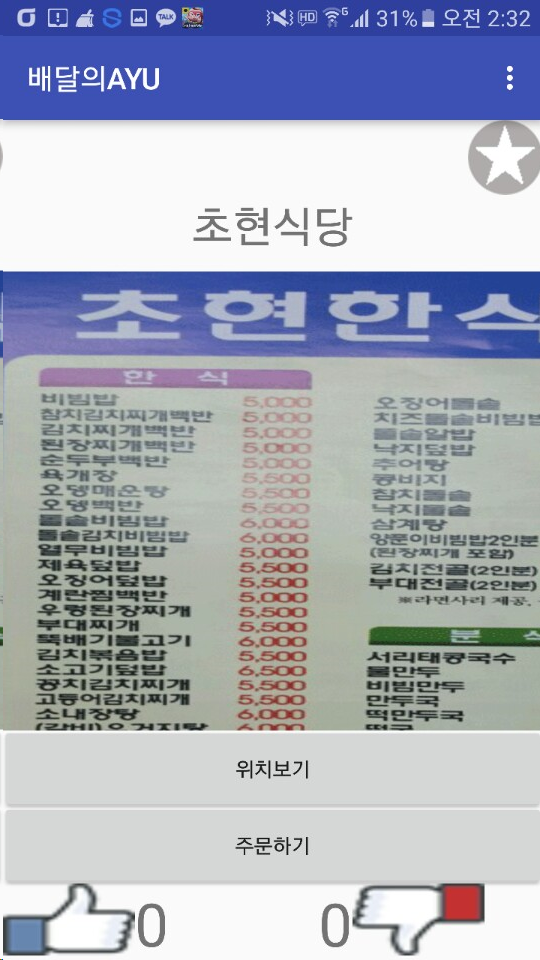 TALK
HD
G
31%
오전 2:32
배달의AYU
초현식당
초현한식
한 식
비빔밥 5,000
참치김치찌개백반 5,000
김치찌개백반 5,000
된장찌개백반 5,000
순두부백반 5,000
육개장 5,500
오뎅매운탕 5,500
오뎅백반 5,500
돌솥비빔밥 6,000
돌솥김치비빔밥 6,000
열무비빔밥 5,000
제육덮밥 5,500
오징어덮밥 5,500
계란찜백반 5,000
우렁된장찌개 5,500
부대찌개 5,500
뚝배기불고기 6,000
김치볶음밥 5,500
소고기덮밥 6,500
꽁치김치찌개 5,500
고등어김치찌개 5,500
소내장탕 6,000
(갈비)우거지탕 6,000
오징어돌솥
치즈돌솥비빔밥
돌솥알밥
낙지덮밥
추어탕
콩비지
참치돌솥
낙지돌솥
삼계탕
양푼이비빔밥2인분
(된장찌개 포함)
김치전골(2인분)
부대전골(2인분)
※라면사리 제공,
분 식
서리태콩국수
물만두
비빔만두
만두국
떡만두국
떡국
위치보기
주문하기
0
0